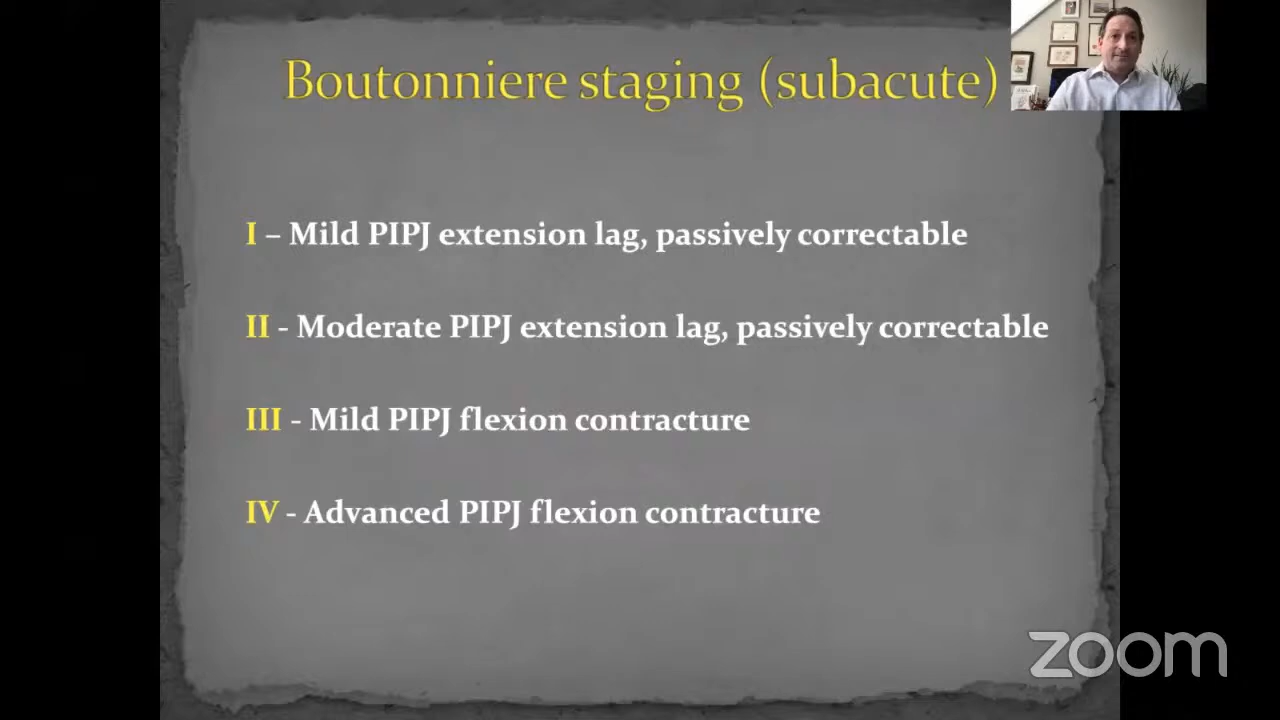 Boutonniere staging (subacute)
I – Mild PIPJ extension lag, passively correctable
II - Moderate PIPJ extension lag, passively correctable
III - Mild PIPJ flexion contracture
IV - Advanced PIPJ flexion contracture
zoom